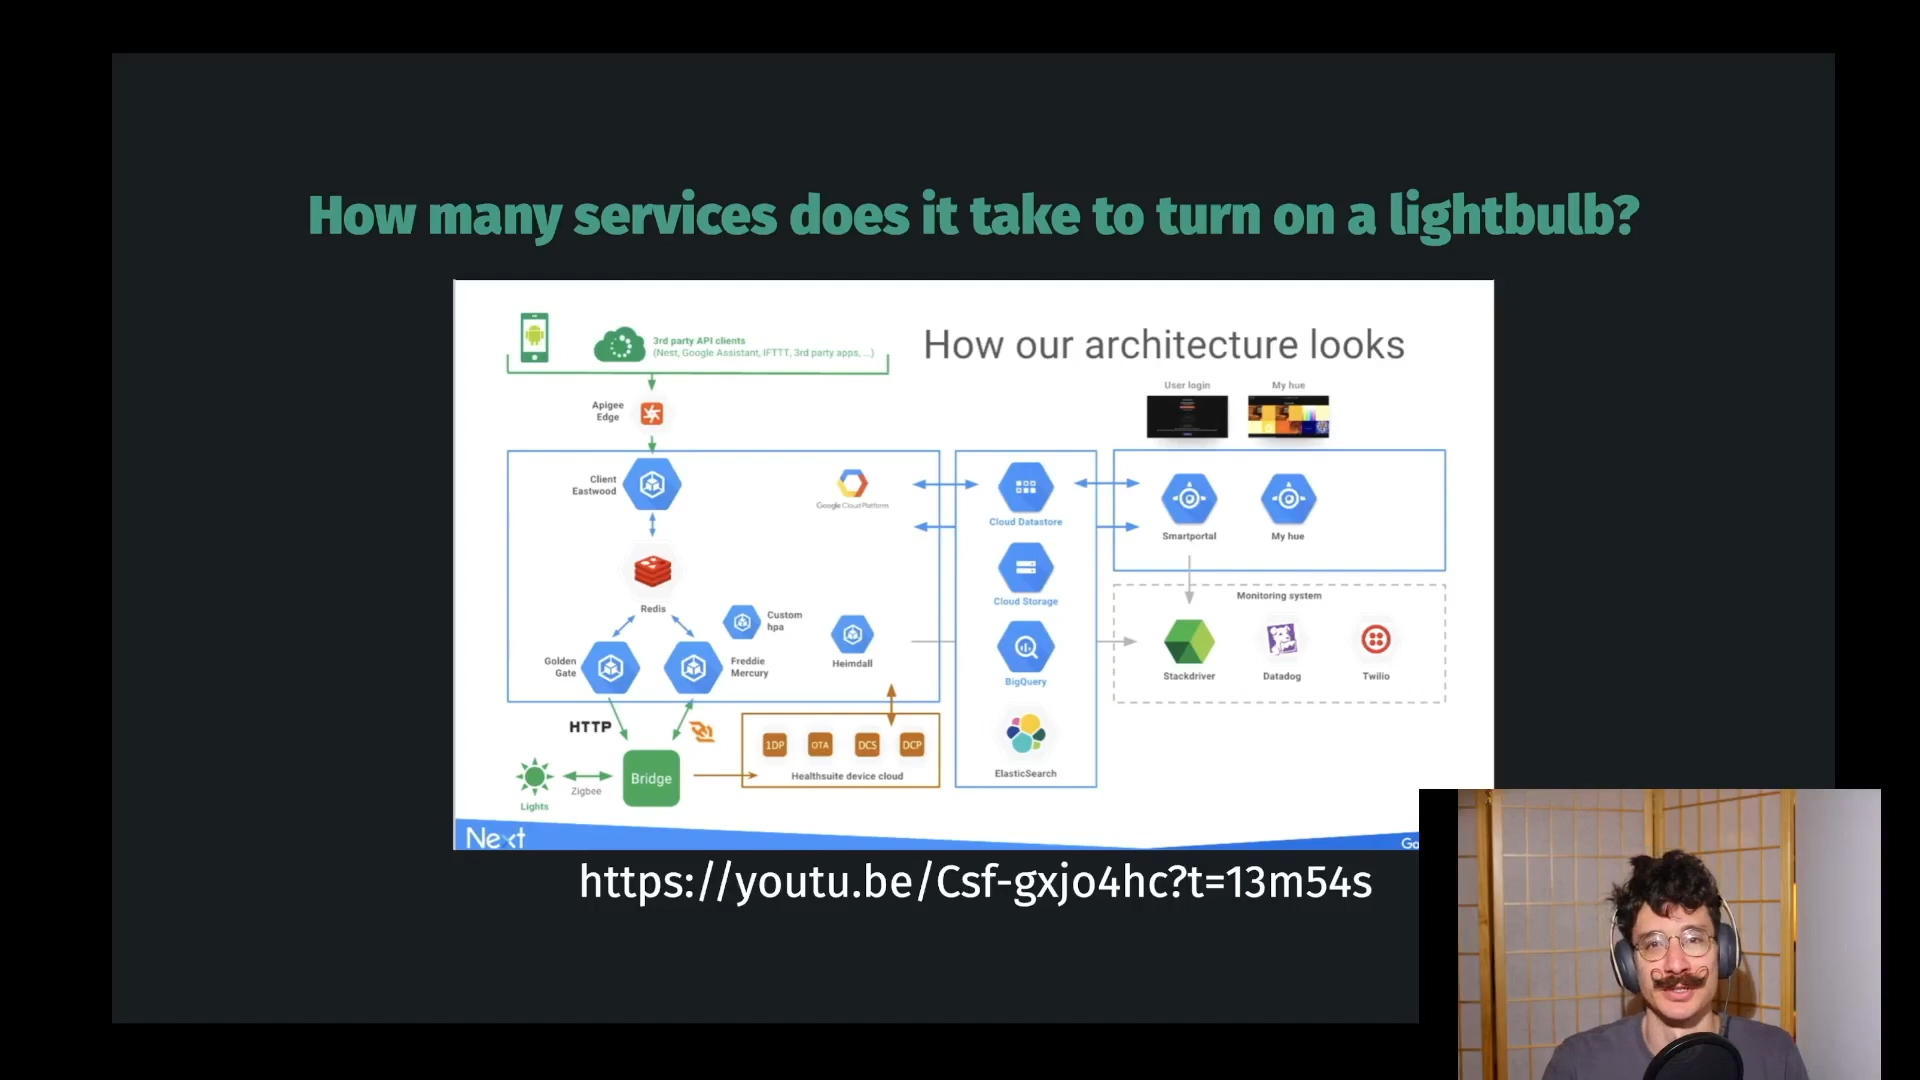 How many services does it take to turn on a lightbulb?
How our architecture looks
3rd party API clients
(Nest, Google Assistant, IFTTT, 3rd party apps, ...)
Apigee
Edge
User login
My hue
Client
Eastwood
Google Cloud Platform
Cloud Datastore
Smartportal
My hue
Redis
Cloud Storage
Monitoring system
Custom
hpa
Golden
Gate
Freddie
Mercury
Heimdall
BigQuery
Stackdriver
Datadog
Twilio
HTTP
1DP
OTA
DCS
DCP
Healthsuite device cloud
ElasticSearch
Bridge
Zigbee
Lights
Next
Go
https://youtu.be/Csf-gxjo4hc?t=13m54s